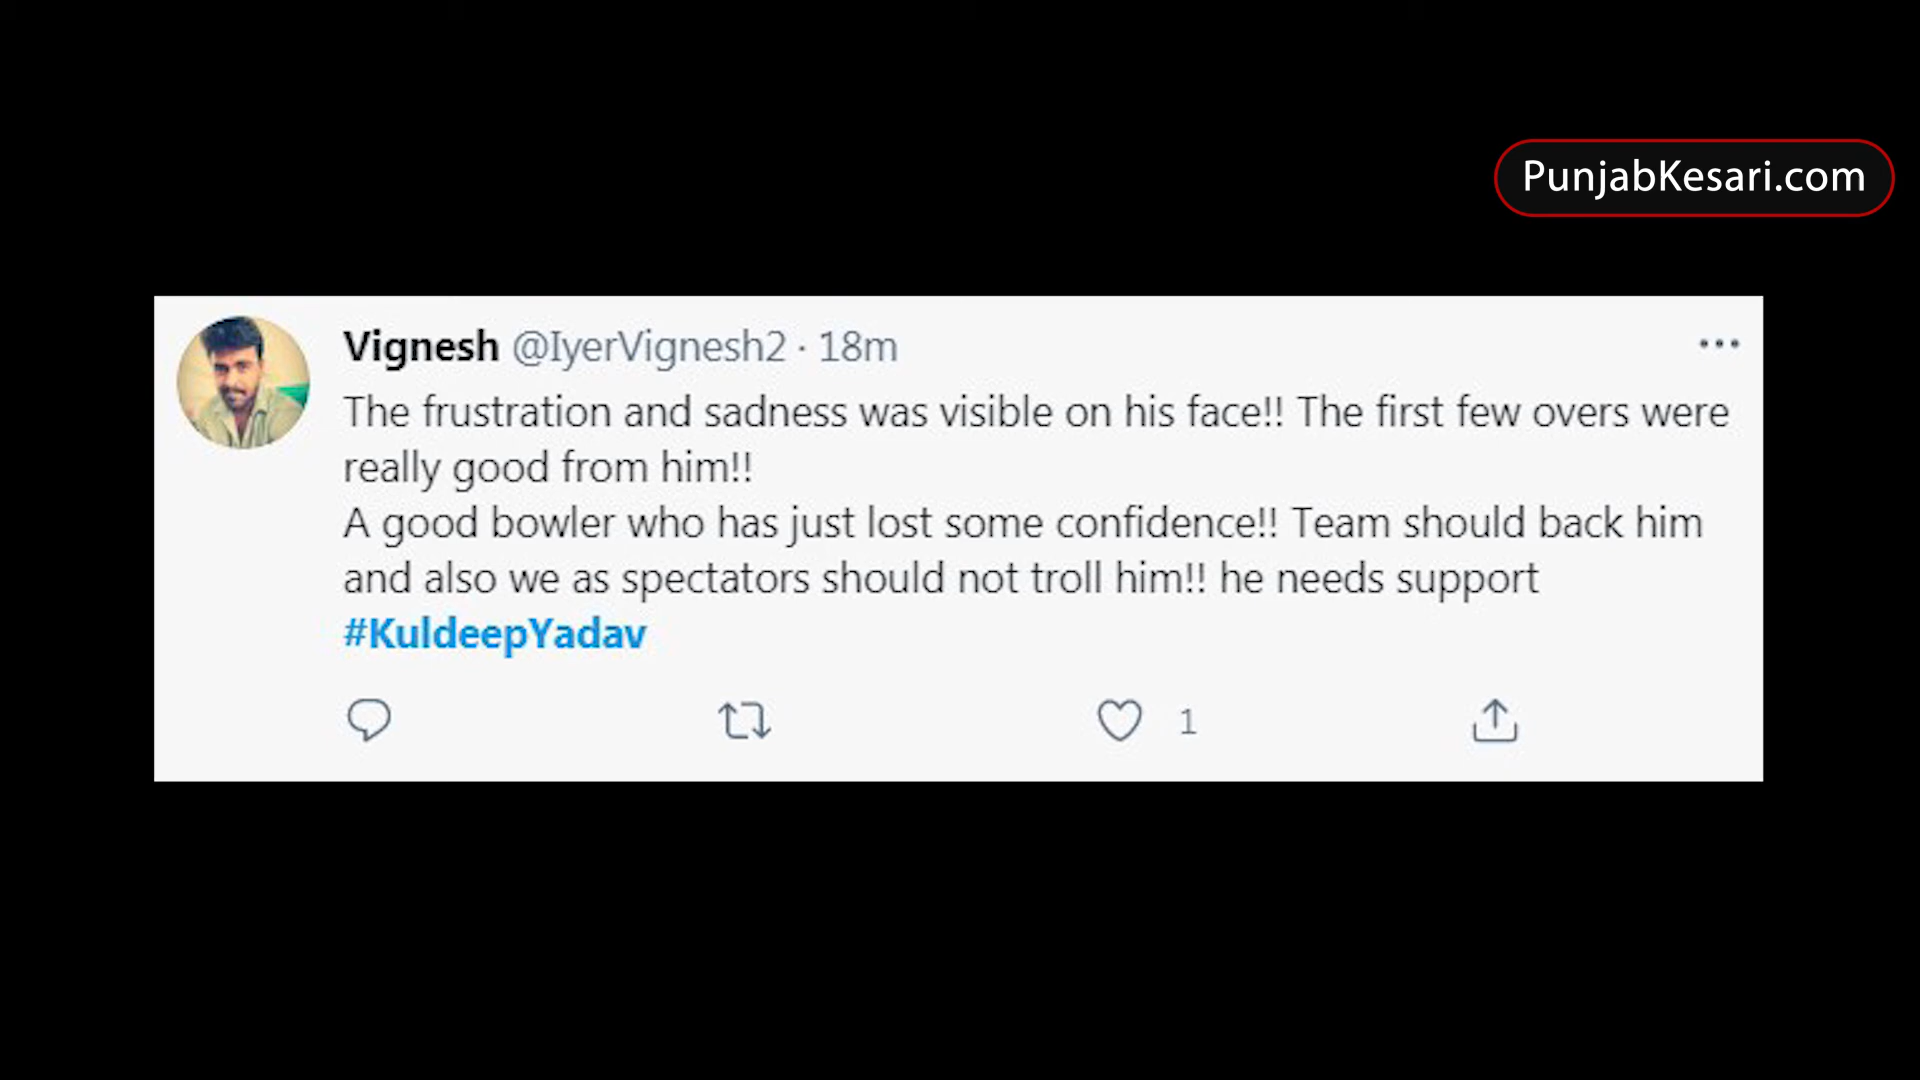 PunjabKesari.com
Vignesh @IyerVignesh2 · 18m
The frustration and sadness was visible on his face!! The first few overs were
really good from him!!
A good bowler who has just lost some confidence!! Team should back him
and also we as spectators should not troll him!! he needs support
#KuldeepYadav
1